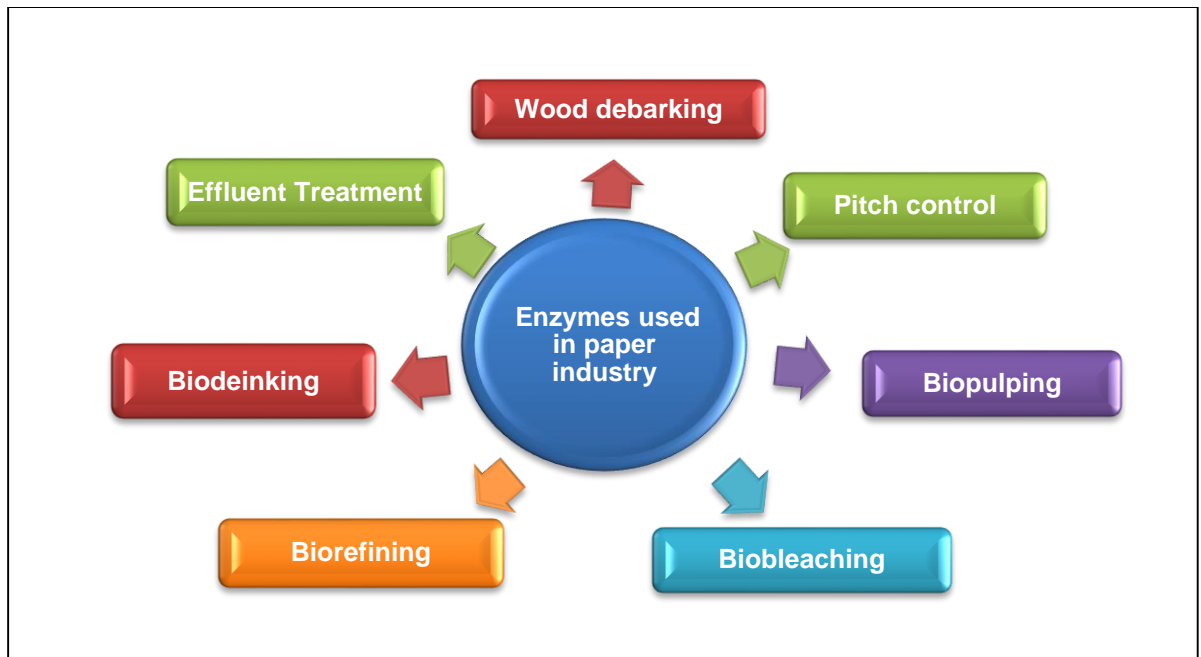 Wood debarking
Effluent Treatment
Pitch control
Enzymes used
in paper
industry
Biodeinking
Biopulping
Biorefining
Biobleaching